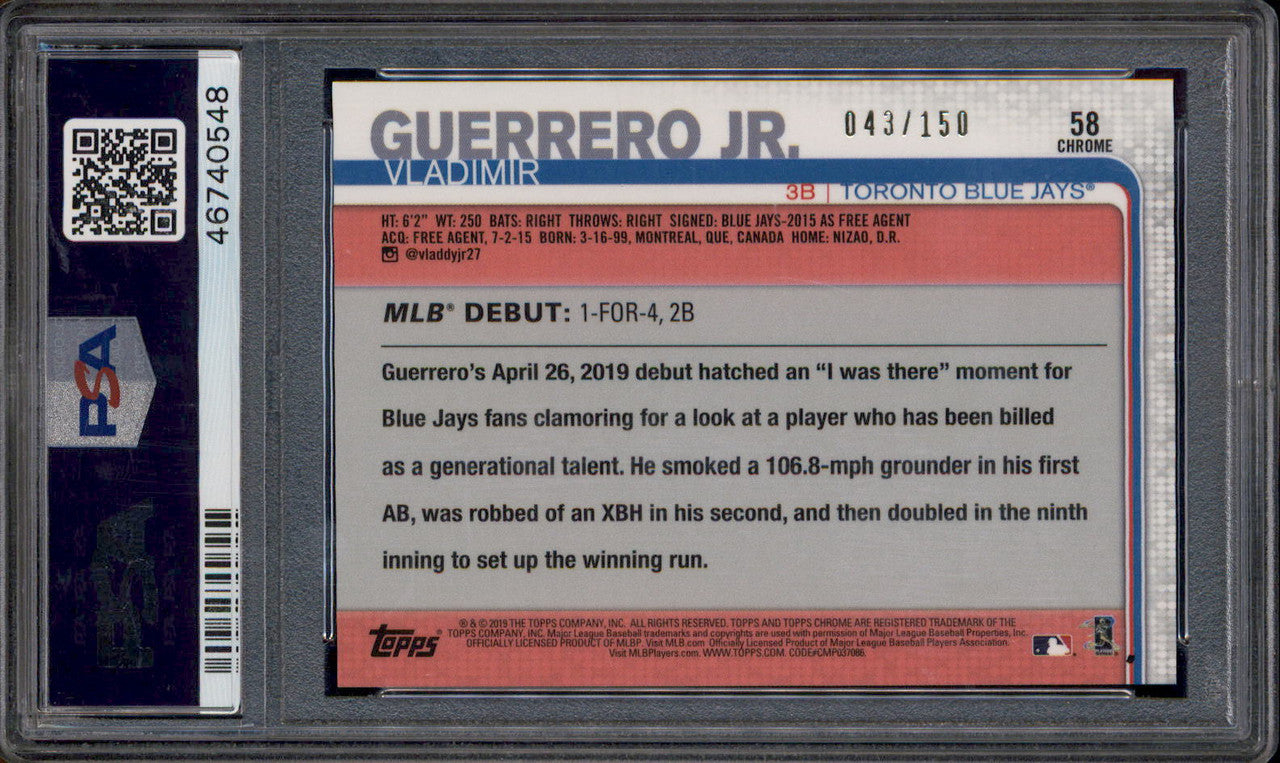 46740548
PSA
GUERRERO JR.
043/150
58
CHROME
VLADIMIR
3B | TORONTO BLUE JAYS®
HT: 6'2" WT: 250 BATS: RIGHT THROWS: RIGHT SIGNED: BLUE JAYS-2015 AS FREE AGENT
ACQ: FREE AGENT, 7-2-15 BORN: 3-16-99, MONTREAL, QUE, CANADA HOME: NIZAO, D.R.
@vladdyjr27
MLB® DEBUT: 1-FOR-4, 2B
Guerrero's April 26, 2019 debut hatched an “I was there” moment for
Blue Jays fans clamoring for a look at a player who has been billed
as a generational talent. He smoked a 106.8-mph grounder in his first
AB, was robbed of an XBH in his second, and then doubled in the ninth
inning to set up the winning run.
topps®
® & © 2019 THE TOPPS COMPANY, INC. ALL RIGHTS RESERVED. TOPPS AND TOPPS CHROME ARE REGISTERED TRADEMARKS OF THE
TOPPS COMPANY, INC. Major League Baseball trademarks and copyrights are used with permission of Major League Baseball Properties, Inc.
OFFICIALLY LICENSED PRODUCT OF MLBP. Visit MLB.com Officially Licensed Product of Major League Baseball Players Association.
Visit MLBPlayers.com. WWW.TOPPS.COM. CODE#CMP037086.